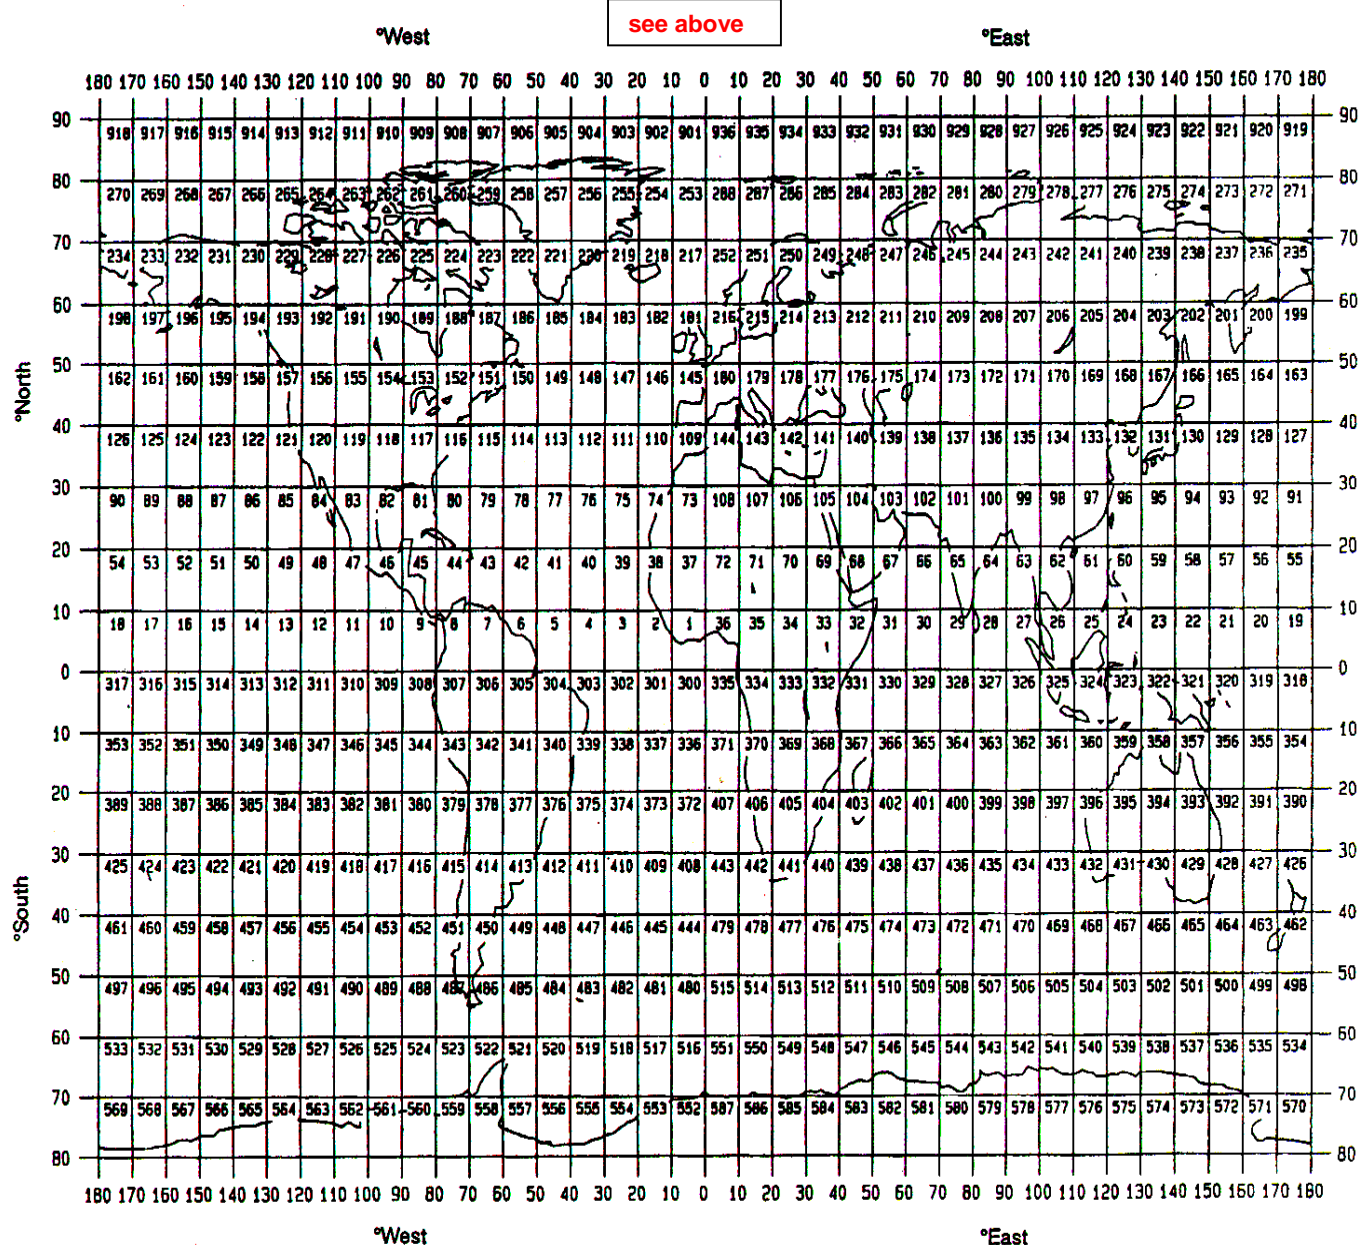 see above
°West °East
180 170 160 150 140 130 120 110 100 90 80 70 60 50 40 30 20 10 0 10 20 30 40 50 60 70 80 90 100 110 120 130 140 150 160 170 180
90 90
918 917 916 915 914 913 912 911 910 909 908 907 906 905 904 903 902 901 936 935 934 933 932 931 930 929 928 927 926 925 924 923 922 921 920 919
80 80
270 269 268 267 266 265 264 263 262 261 260 259 258 257 256 255 254 253 288 287 286 285 284 283 282 281 280 279 278 277 276 275 274 273 272 271
70 70
234 233 232 231 230 229 228 227 226 225 224 223 222 221 220 219 218 217 252 251 250 249 248 247 246 245 244 243 242 241 240 239 238 237 236 235
60 60
198 197 196 195 194 193 192 191 190 189 188 187 186 185 184 183 182 181 216 215 214 213 212 211 210 209 208 207 206 205 204 203 202 201 200 199
50 50
162 161 160 159 158 157 156 155 154 153 152 151 150 149 148 147 146 145 180 179 178 177 176 175 174 173 172 171 170 169 168 167 166 165 164 163
°North
40 40
126 125 124 123 122 121 120 119 118 117 116 115 114 113 112 111 110 109 144 143 142 141 140 139 138 137 136 135 134 133 132 131 130 129 128 127
30 30
90 89 88 87 86 85 84 83 82 81 80 79 78 77 76 75 74 73 108 107 106 105 104 103 102 101 100 99 98 97 96 95 94 93 92 91
20 20
54 53 52 51 50 49 48 47 46 45 44 43 42 41 40 39 38 37 72 71 70 69 68 67 66 65 64 63 62 61 60 59 58 57 56 55
10 10
18 17 16 15 14 13 12 11 10 9 8 7 6 5 4 3 2 1 36 35 34 33 32 31 30 29 28 27 26 25 24 23 22 21 20 19
0 0
317 316 315 314 313 312 311 310 309 308 307 306 305 304 303 302 301 300 335 334 333 332 331 330 329 328 327 326 325 324 323 322 321 320 319 318
10 10
353 352 351 350 349 348 347 346 345 344 343 342 341 340 339 338 337 336 371 370 369 368 367 366 365 364 363 362 361 360 359 358 357 356 355 354
20 20
389 388 387 386 385 384 383 382 381 380 379 378 377 376 375 374 373 372 407 406 405 404 403 402 401 400 399 398 397 396 395 394 393 392 391 390
30 30
425 424 423 422 421 420 419 418 417 416 415 414 413 412 411 410 409 408 443 442 441 440 439 438 437 436 435 434 433 432 431 430 429 428 427 426
°South
40 40
461 460 459 458 457 456 455 454 453 452 451 450 449 448 447 446 445 444 479 478 477 476 475 474 473 472 471 470 469 468 467 466 465 464 463 462
50 50
497 496 495 494 493 492 491 490 489 488 487 486 485 484 483 482 481 480 515 514 513 512 511 510 509 508 507 506 505 504 503 502 501 500 499 498
60 60
533 532 531 530 529 528 527 526 525 524 523 522 521 520 519 518 517 516 551 550 549 548 547 546 545 544 543 542 541 540 539 538 537 536 535 534
70 70
569 568 567 566 565 564 563 562 561 560 559 558 557 556 555 554 553 552 587 586 585 584 583 582 581 580 579 578 577 576 575 574 573 572 571 570
80 80
180 170 160 150 140 130 120 110 100 90 80 70 60 50 40 30 20 10 0 10 20 30 40 50 60 70 80 90 100 110 120 130 140 150 160 170 180
°West °East